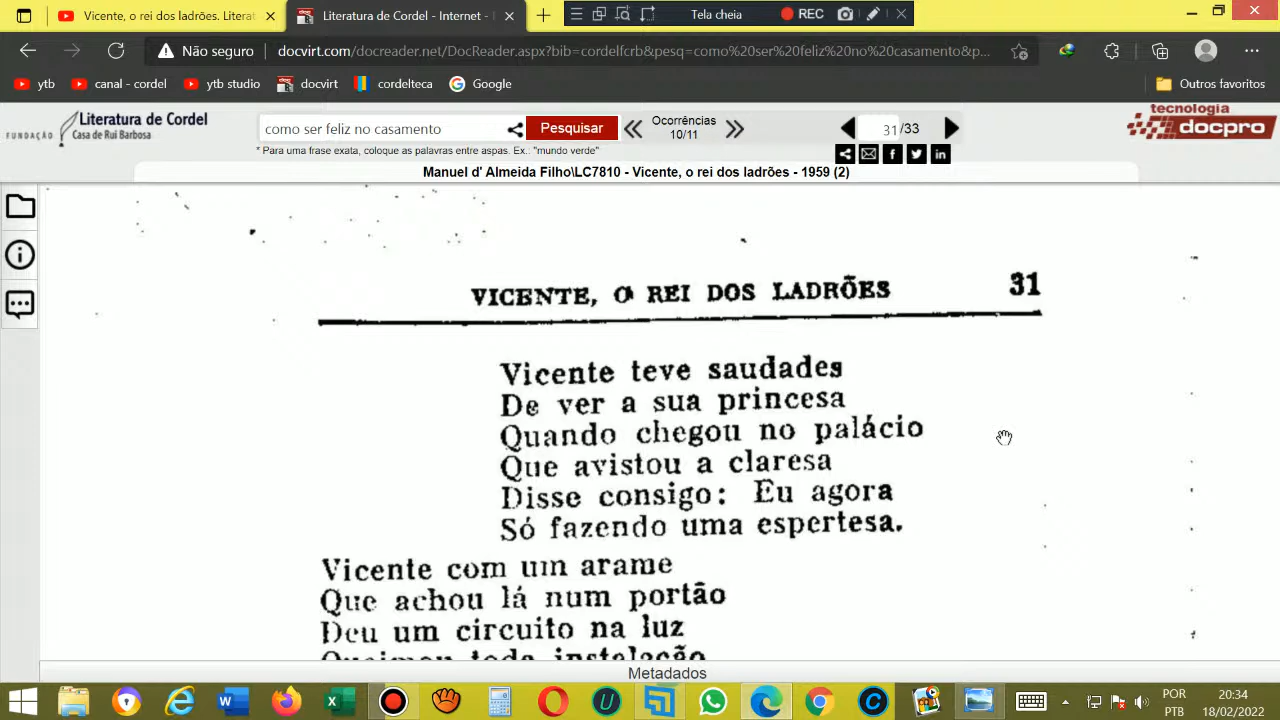 Vicente, o rei dos ladrões. Literat
Literatura de Cordel - Internet - D
Tela cheia
REC
Não seguro
docvirt.com/docreader.net/DocReader.aspx?bib=cordelfcrb&pesq=como%20ser%20feliz%20no%20casamento&p...
ytb
canal - cordel
ytb studio
docvirt
cordelteca
Google
Outros favoritos
FUNDAÇÃO
Literatura de Cordel
Casa de Rui Barbosa
como ser feliz no casamento
Pesquisar
Ocorrências
10/11
31/33
tecnologia
docpro
* Para uma frase exata, coloque as palavras entre aspas. Ex.: "mundo verde"
Manuel d' Almeida Filho\LC7810 - Vicente, o rei dos ladrões - 1959 (2)
VICENTE, O REI DOS LADRÕES 31
Vicente teve saudades
De ver a sua princesa
Quando chegou no palácio
Que avistou a claresa
Disse consigo: Eu agora
Só fazendo uma espertesa.
Vicente com um arame
Que achou lá num portão
Deu um circuito na luz
Queimou toda instalação
Metadados
POR
PTB
20:34
18/02/2022